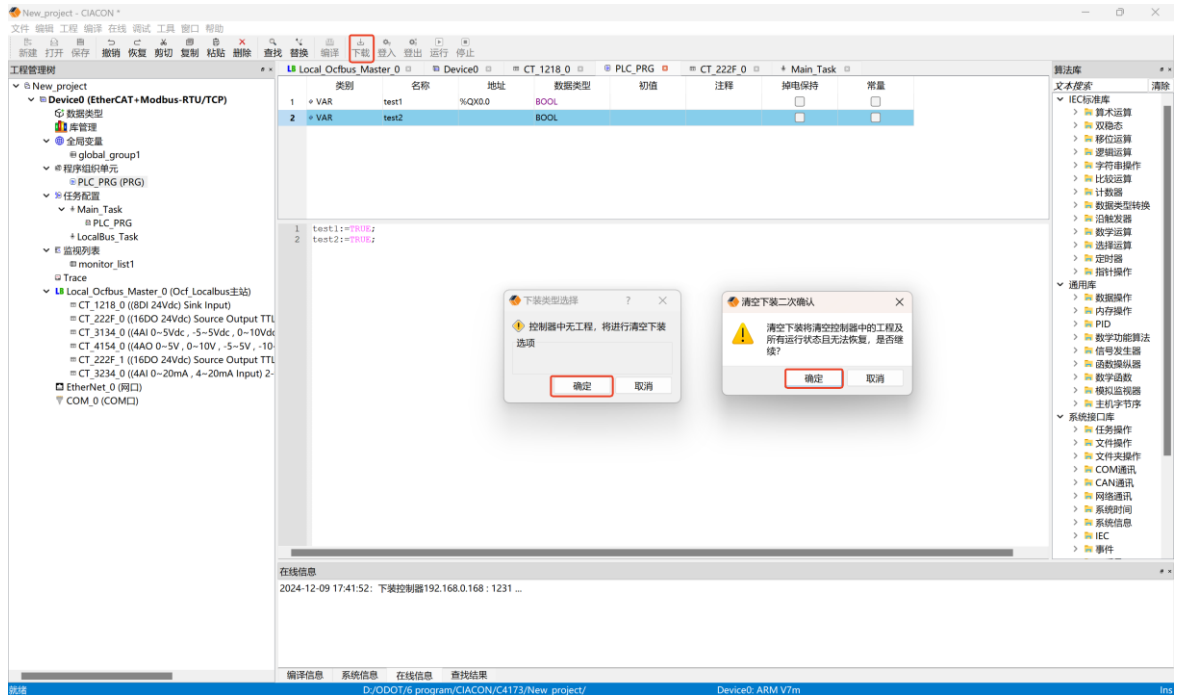 New_project - CIACON *
文件 编辑 工程 编译 在线 调试 工具 窗口 帮助
新建 打开 保存 撤销 恢复 剪切 复制 粘贴 删除 查找 替换 编译 下载 登入 登出 运行 停止
工程管理树
New_project
Device0 (EtherCAT+Modbus-RTU/TCP)
数据类型
库管理
全局变量
global_group1
程序组织单元
PLC_PRG (PRG)
任务配置
Main_Task
PLC_PRG
LocalBus_Task
监视列表
monitor_list1
Trace
Local_Ocfbus_Master_0 (Ocf_Localbus主站)
CT_1218_0 ((8DI 24Vdc) Sink Input)
CT_222F_0 ((16DO 24Vdc) Source Output TTL
CT_3134_0 ((4AI 0~5Vdc , -5~5Vdc , 0~10Vdc
CT_4154_0 ((4AO 0~5V , 0~10V , -5~5V , -10-
CT_222F_1 ((16DO 24Vdc) Source Output TTL
CT_3234_0 ((4AI 0~20mA , 4~20mA Input) 2-
EtherNet_0 (网口)
COM_0 (COM口)
LB Local_Ocfbus_Master_0 Device0 CT_1218_0 PLC_PRG CT_222F_0 Main_Task
类别 名称 地址 数据类型 初值 注释 掉电保持 常量
1 VAR test1 %QX0.0 BOOL
2 VAR test2 BOOL
1 test1:=TRUE;
2 test2:=TRUE;
下装类型选择 ?
控制器中无工程，将进行清空下装
选项
确定 取消
清空下装二次确认
清空下装将清空控制器中的工程及
所有运行状态且无法恢复，是否继
续?
确定 取消
在线信息
2024-12-09 17:41:52: 下装控制器192.168.0.168 : 1231 ...
编译信息 系统信息 在线信息 查找结果
算法库
文本搜索 清除
IEC标准库
算术运算
双稳态
移位运算
逻辑运算
字符串操作
比较运算
计数器
数据类型转换
沿触发器
数学运算
选择运算
定时器
指针操作
通用库
数据操作
内存操作
PID
数学功能算法
信号发生器
函数操纵器
数学函数
模拟监视器
主机字节序
系统接口库
任务操作
文件操作
文件夹操作
COM通讯
CAN通讯
网络通讯
系统时间
系统信息
IEC
事件
就绪 D:/ODOT/6 program/CIACON/C4173/New project/ Device0: ARM V7m Ins